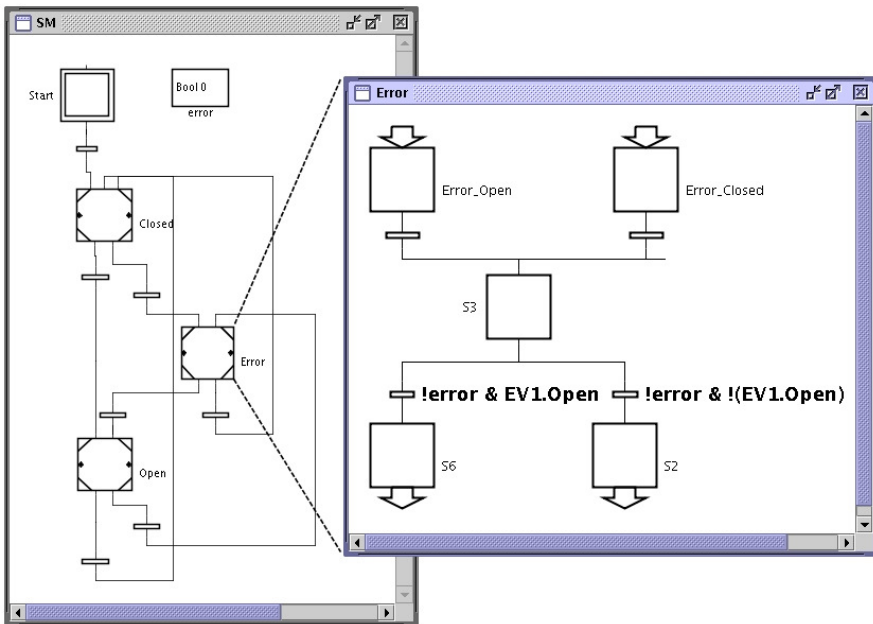 SM
Start
Bool 0
error
Closed
Error
Open
Error
Error_Open
Error_Closed
S3
!error & EV1.Open
!error & !(EV1.Open)
S6
S2